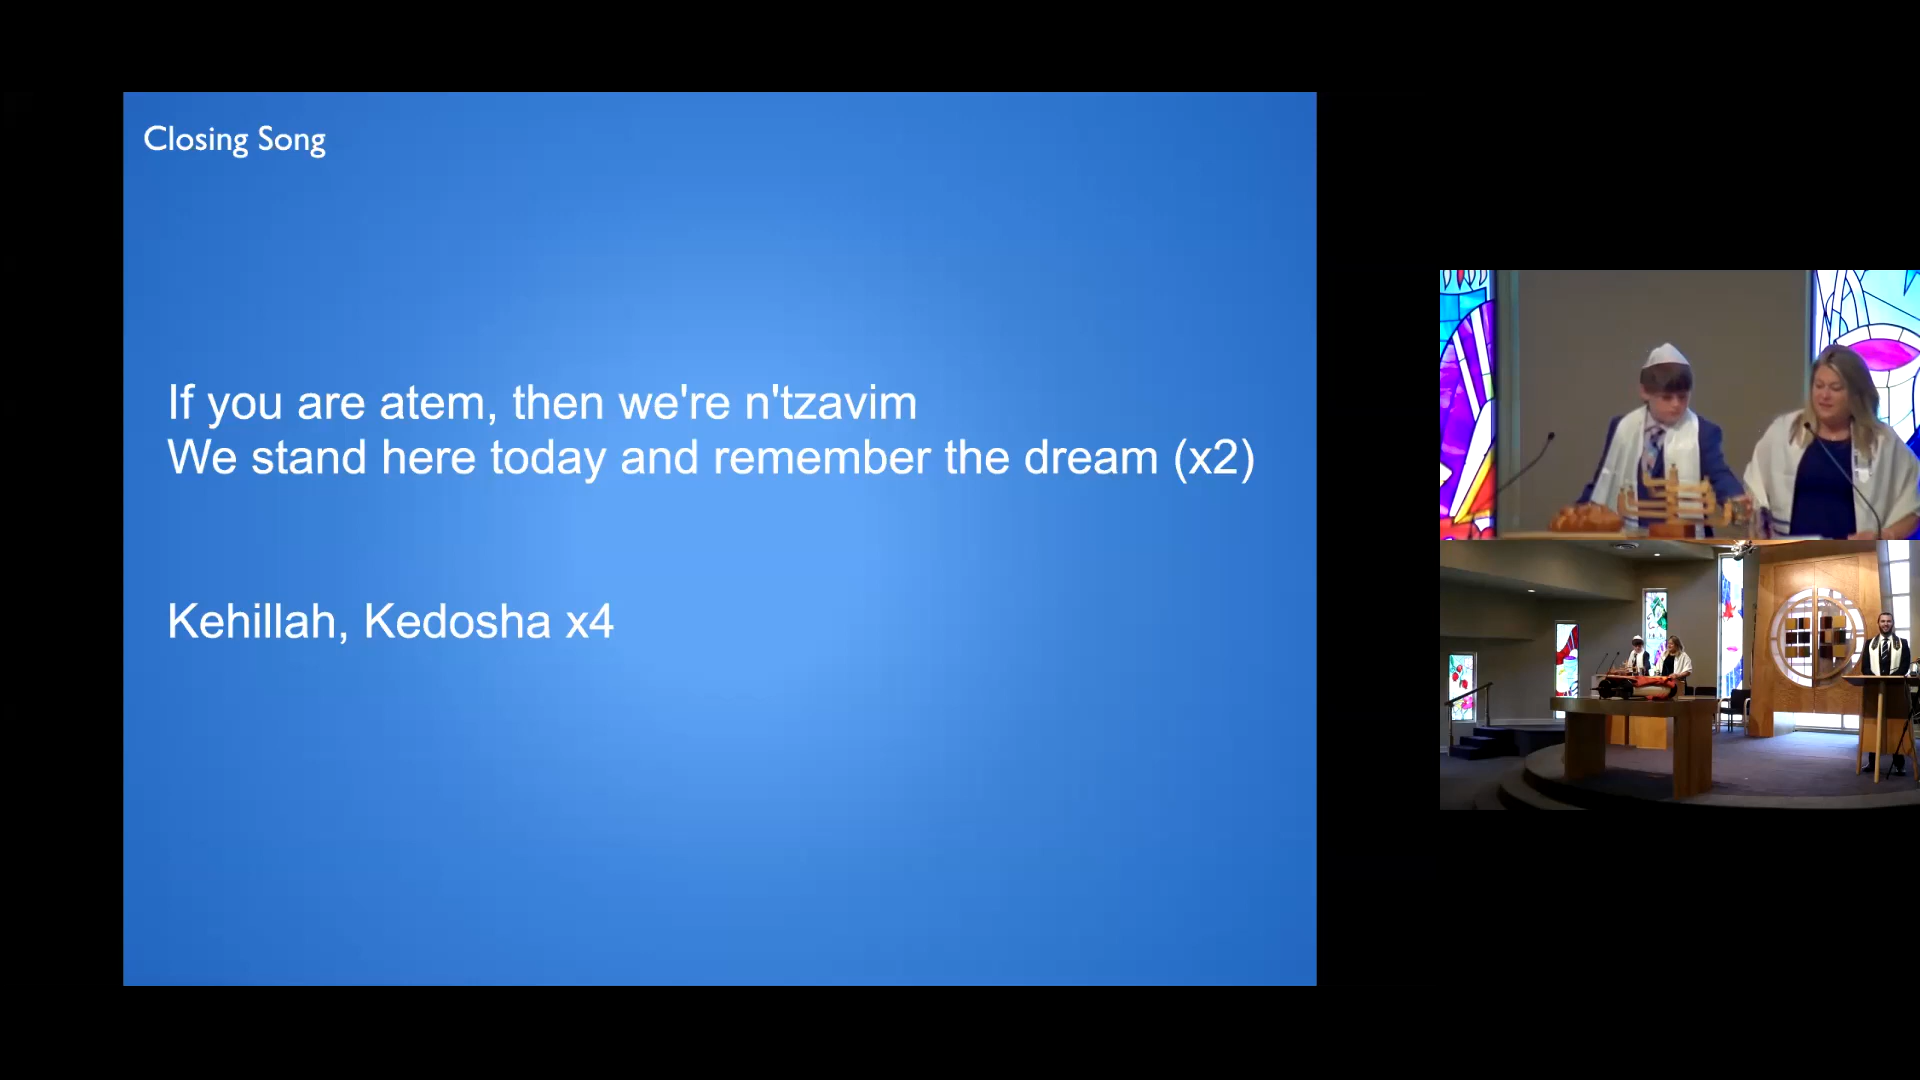 Closing Song
If you are atem, then we're n'tzavim
We stand here today and remember the dream (x2)
Kehillah, Kedosha x4